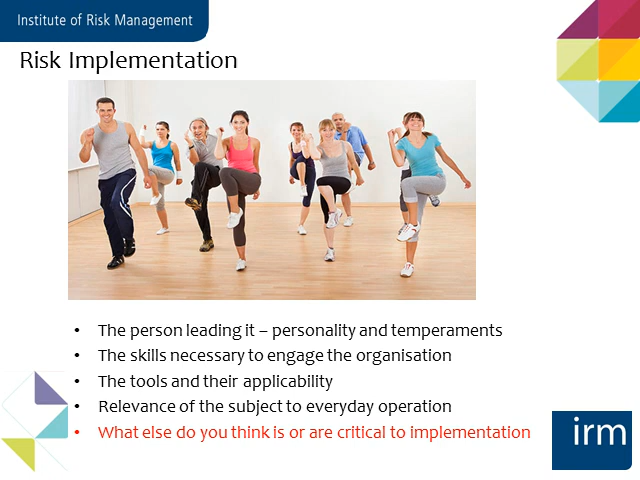 Institute of Risk Management
Risk Implementation
• The person leading it – personality and temperaments
• The skills necessary to engage the organisation
• The tools and their applicability
• Relevance of the subject to everyday operation
• What else do you think is or are critical to implementation
irm